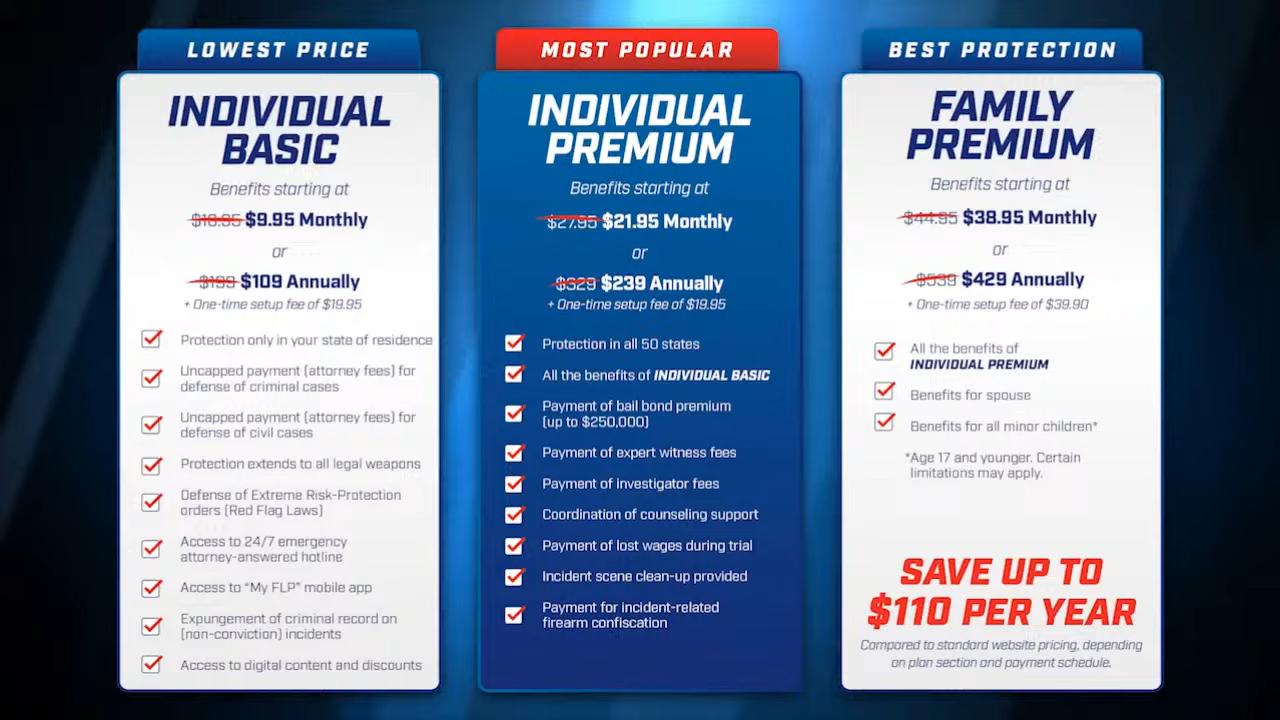 LOWEST PRICE
INDIVIDUAL
BASIC
Benefits starting at
$9.95 Monthly
or
$109 Annually
+ One-time setup fee of $19.95
Protection only in your state of residence
Uncapped payment (attorney fees) for
defense of criminal cases
Uncapped payment (attorney fees) for
defense of civil cases
Protection extends to all legal weapons
Defense of Extreme Risk-Protection
orders (Red Flag Laws)
Access to 24/7 emergency
attorney-answered hotline
Access to “My FLP” mobile app
Expungement of criminal record on
(non-conviction) incidents
Access to digital content and discounts
MOST POPULAR
INDIVIDUAL
PREMIUM
Benefits starting at
$27.95 $21.95 Monthly
or
$329 $239 Annually
+ One-time setup fee of $19.95
Protection in all 50 states
All the benefits of INDIVIDUAL BASIC
Payment of bail bond premium
(up to $250,000)
Payment of expert witness fees
Payment of investigator fees
Coordination of counseling support
Payment of lost wages during trial
Incident scene clean-up provided
Payment for incident-related
firearm confiscation
BEST PROTECTION
FAMILY
PREMIUM
Benefits starting at
$44.95 $38.95 Monthly
or
$539 $429 Annually
+ One-time setup fee of $39.90
All the benefits of
INDIVIDUAL PREMIUM
Benefits for spouse
Benefits for all minor children*
*Age 17 and younger. Certain
limitations may apply.
SAVE UP TO
$110 PER YEAR
Compared to standard website pricing, depending
on plan section and payment schedule.